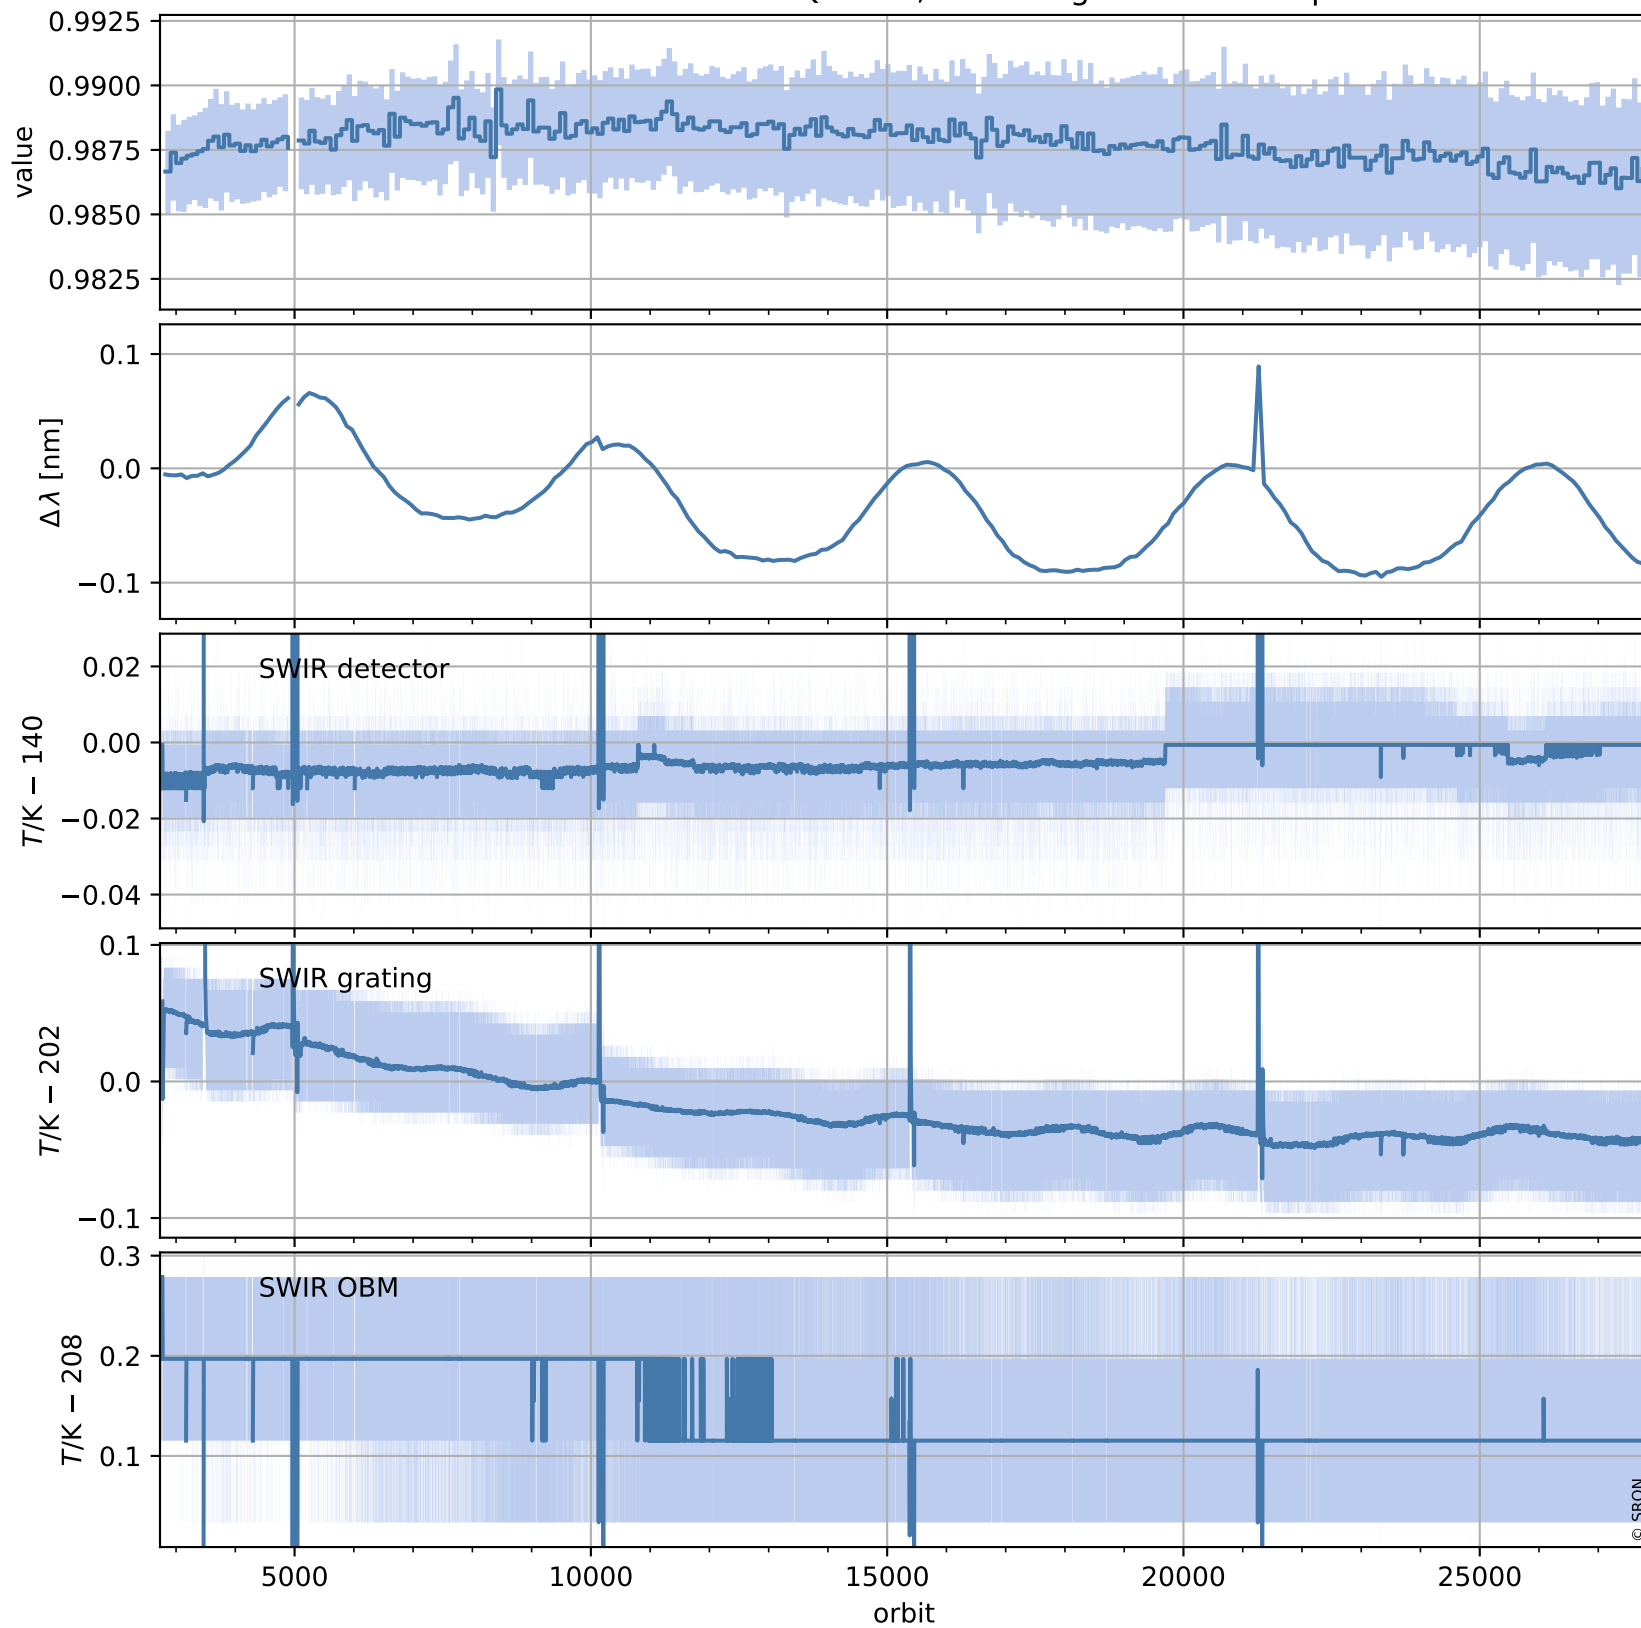 0.9925
0.9900
0.9875
0.9850
0.9825
value
0.1
0.0
−0.1
Δλ [nm]
SWIR detector
0.02
0.00
−0.02
−0.04
T/K − 140
SWIR grating
0.1
0.0
−0.1
T/K − 202
SWIR OBM
0.3
0.2
0.1
T/K − 208
© SRON
5000 10000 15000 20000 25000
orbit